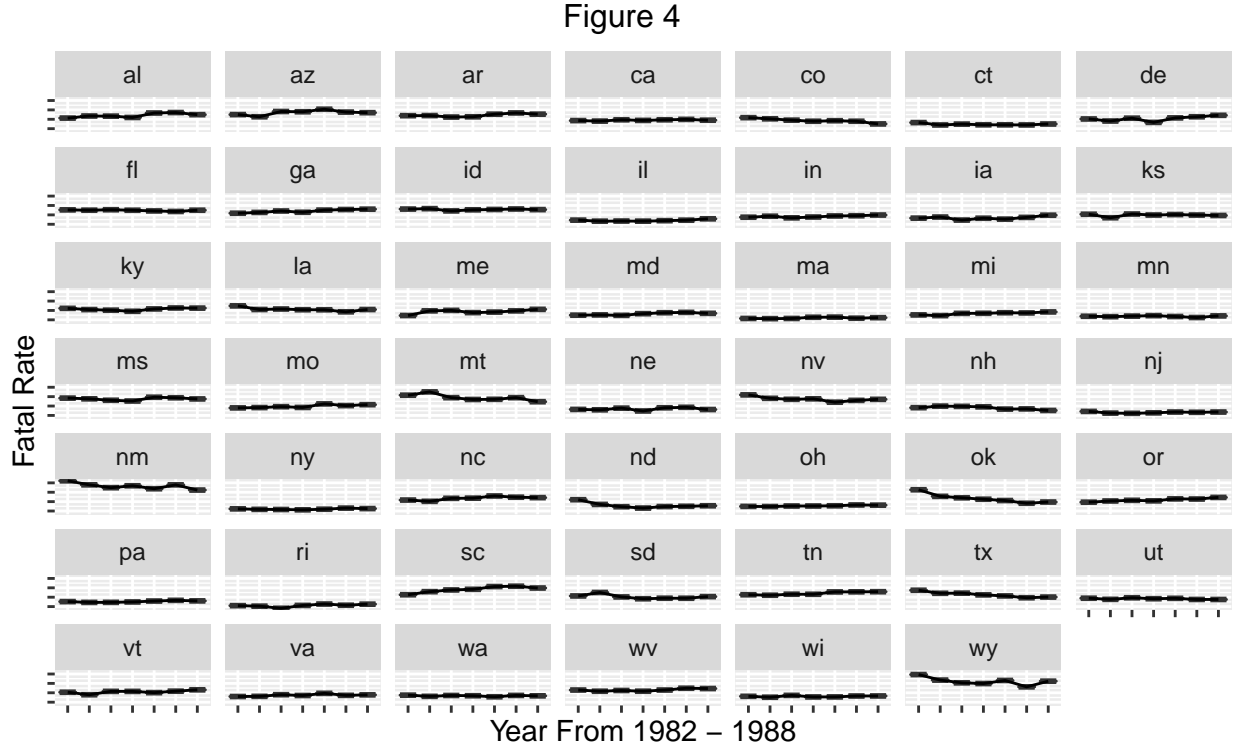 Figure 4
al az ar ca co ct de
fl ga id il in ia ks
ky la me md ma mi mn
ms mo mt ne nv nh nj
nm ny nc nd oh ok or
pa ri sc sd tn tx ut
vt va wa wv wi wy
Fatal Rate
Year From 1982 – 1988